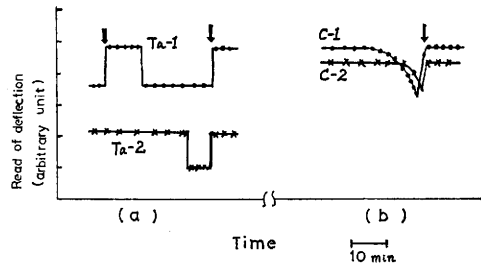 Read of deflection
(arbitrary unit)
Ta-1
Ta-2
C-1
C-2
(a)
(b)
Time
10 min